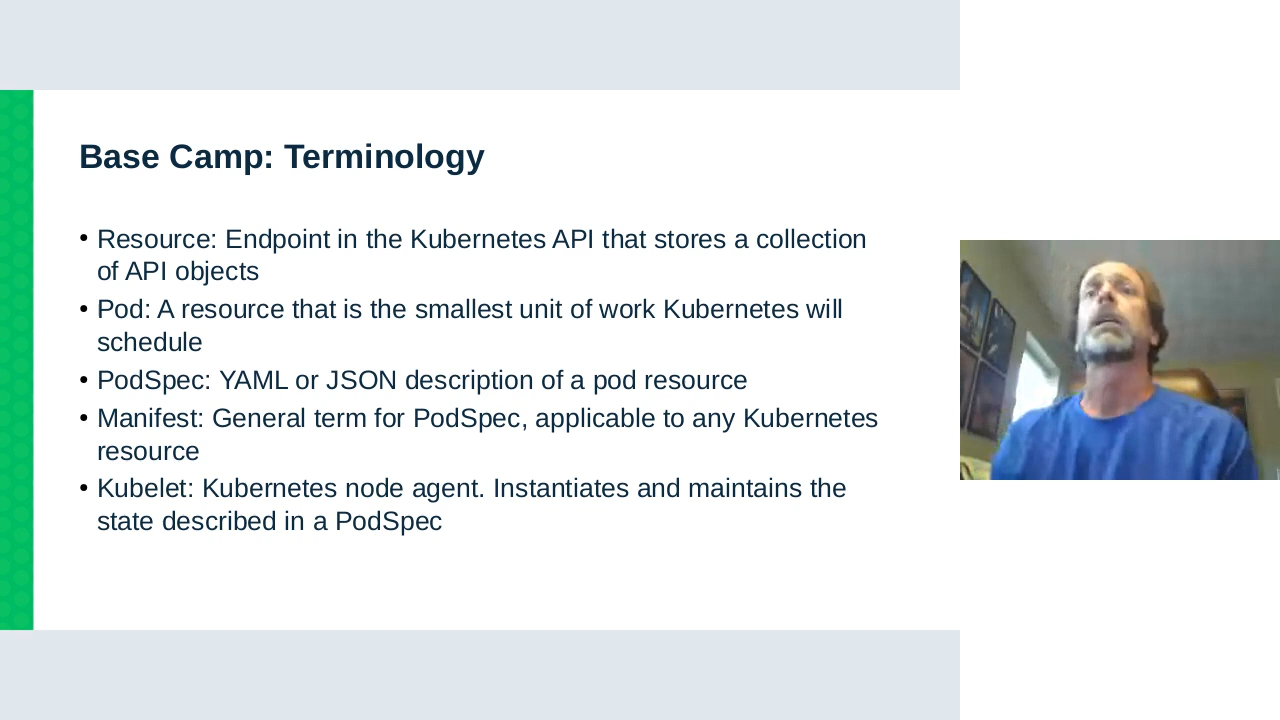 Base Camp: Terminology
• Resource: Endpoint in the Kubernetes API that stores a collection
of API objects
• Pod: A resource that is the smallest unit of work Kubernetes will
schedule
• PodSpec: YAML or JSON description of a pod resource
• Manifest: General term for PodSpec, applicable to any Kubernetes
resource
• Kubelet: Kubernetes node agent. Instantiates and maintains the
state described in a PodSpec